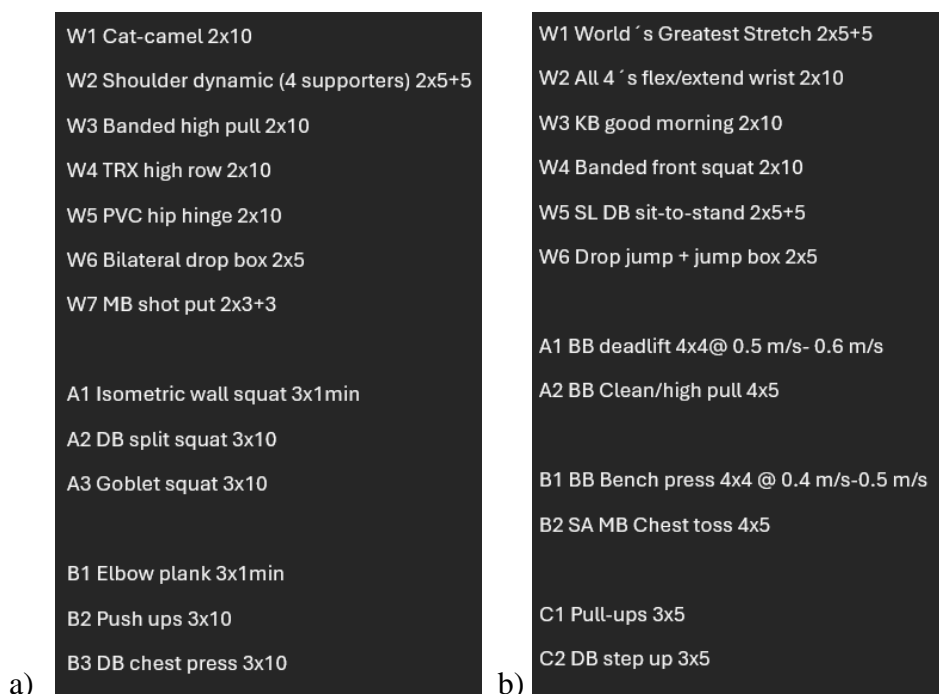 W1 Cat-camel 2x10
W2 Shoulder dynamic (4 supporters) 2x5+5
W3 Banded high pull 2x10
W4 TRX high row 2x10
W5 PVC hip hinge 2x10
W6 Bilateral drop box 2x5
W7 MB shot put 2x3+3
A1 Isometric wall squat 3x1min
A2 DB split squat 3x10
A3 Goblet squat 3x10
B1 Elbow plank 3x1min
B2 Push ups 3x10
B3 DB chest press 3x10
a)
W1 World ´s Greatest Stretch 2x5+5
W2 All 4 ´s flex/extend wrist 2x10
W3 KB good morning 2x10
W4 Banded front squat 2x10
W5 SL DB sit-to-stand 2x5+5
W6 Drop jump + jump box 2x5
A1 BB deadlift 4x4@ 0.5 m/s- 0.6 m/s
A2 BB Clean/high pull 4x5
B1 BB Bench press 4x4 @ 0.4 m/s-0.5 m/s
B2 SA MB Chest toss 4x5
C1 Pull-ups 3x5
C2 DB step up 3x5
b)